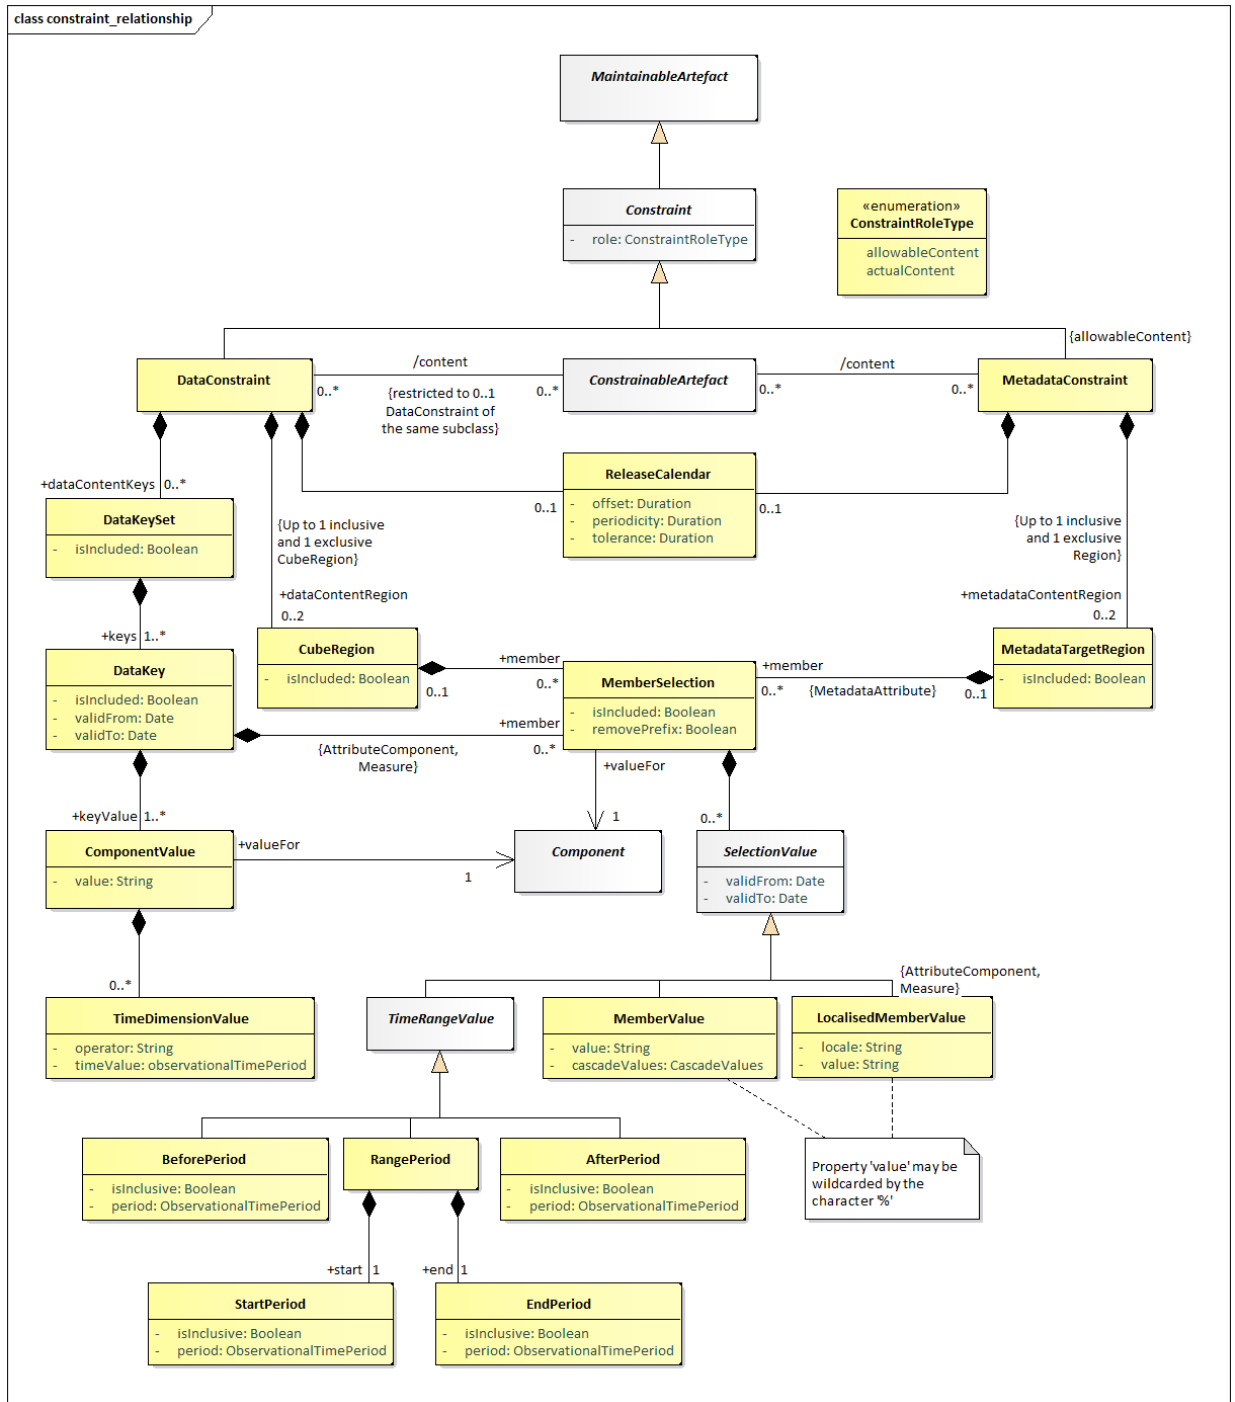 class constraint_relationship
MaintainableArtefact
Constraint
- role: ConstraintRoleType
«enumeration»
ConstraintRoleType
allowableContent
actualContent
{allowableContent}
DataConstraint
/content
0..*
0..*
{restricted to 0..1
DataConstraint of
the same subclass}
ConstrainableArtefact
/content
0..*
0..*
MetadataConstraint
+dataContentKeys
0..*
DataKeySet
- isIncluded: Boolean
{Up to 1 inclusive
and 1 exclusive
CubeRegion}
0..1
ReleaseCalendar
- offset: Duration
- periodicity: Duration
- tolerance: Duration
0..1
{Up to 1 inclusive
and 1 exclusive
Region}
+dataContentRegion
0..2
+metadataContentRegion
0..2
+keys
1..*
DataKey
- isIncluded: Boolean
- validFrom: Date
- validTo: Date
CubeRegion
- isIncluded: Boolean
+member
0..1
0..*
MemberSelection
- isIncluded: Boolean
- removePrefix: Boolean
+member
0..*
{MetadataAttribute}
0..1
MetadataTargetRegion
- isIncluded: Boolean
+member
0..*
{AttributeComponent,
Measure}
+valueFor
1
0..*
+keyValue
1..*
ComponentValue
- value: String
+valueFor
1
Component
SelectionValue
- validFrom: Date
- validTo: Date
0..*
{AttributeComponent,
Measure}
TimeDimensionValue
- operator: String
- timeValue: observationalTimePeriod
TimeRangeValue
MemberValue
- value: String
- cascadeValues: CascadeValues
LocalisedMemberValue
- locale: String
- value: String
BeforePeriod
- isInclusive: Boolean
- period: ObservationalTimePeriod
RangePeriod
AfterPeriod
- isInclusive: Boolean
- period: ObservationalTimePeriod
Property 'value' may be
wildcarded by the
character '%'
+start
1
+end
1
StartPeriod
- isInclusive: Boolean
- period: ObservationalTimePeriod
EndPeriod
- isInclusive: Boolean
- period: ObservationalTimePeriod